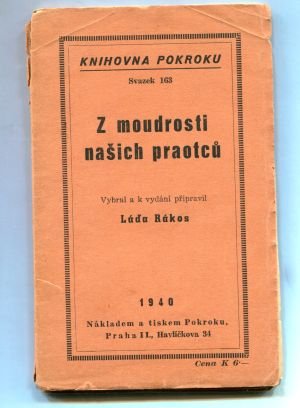 KNIHOVNA POKROKU
Svazek 163
Z moudrosti
našich praotců
Vybral a k vydání připravil
Láďa Rákos
1940
Nákladem a tiskem Pokroku,
Praha II., Havlíčkova 34
Cena K 6·—